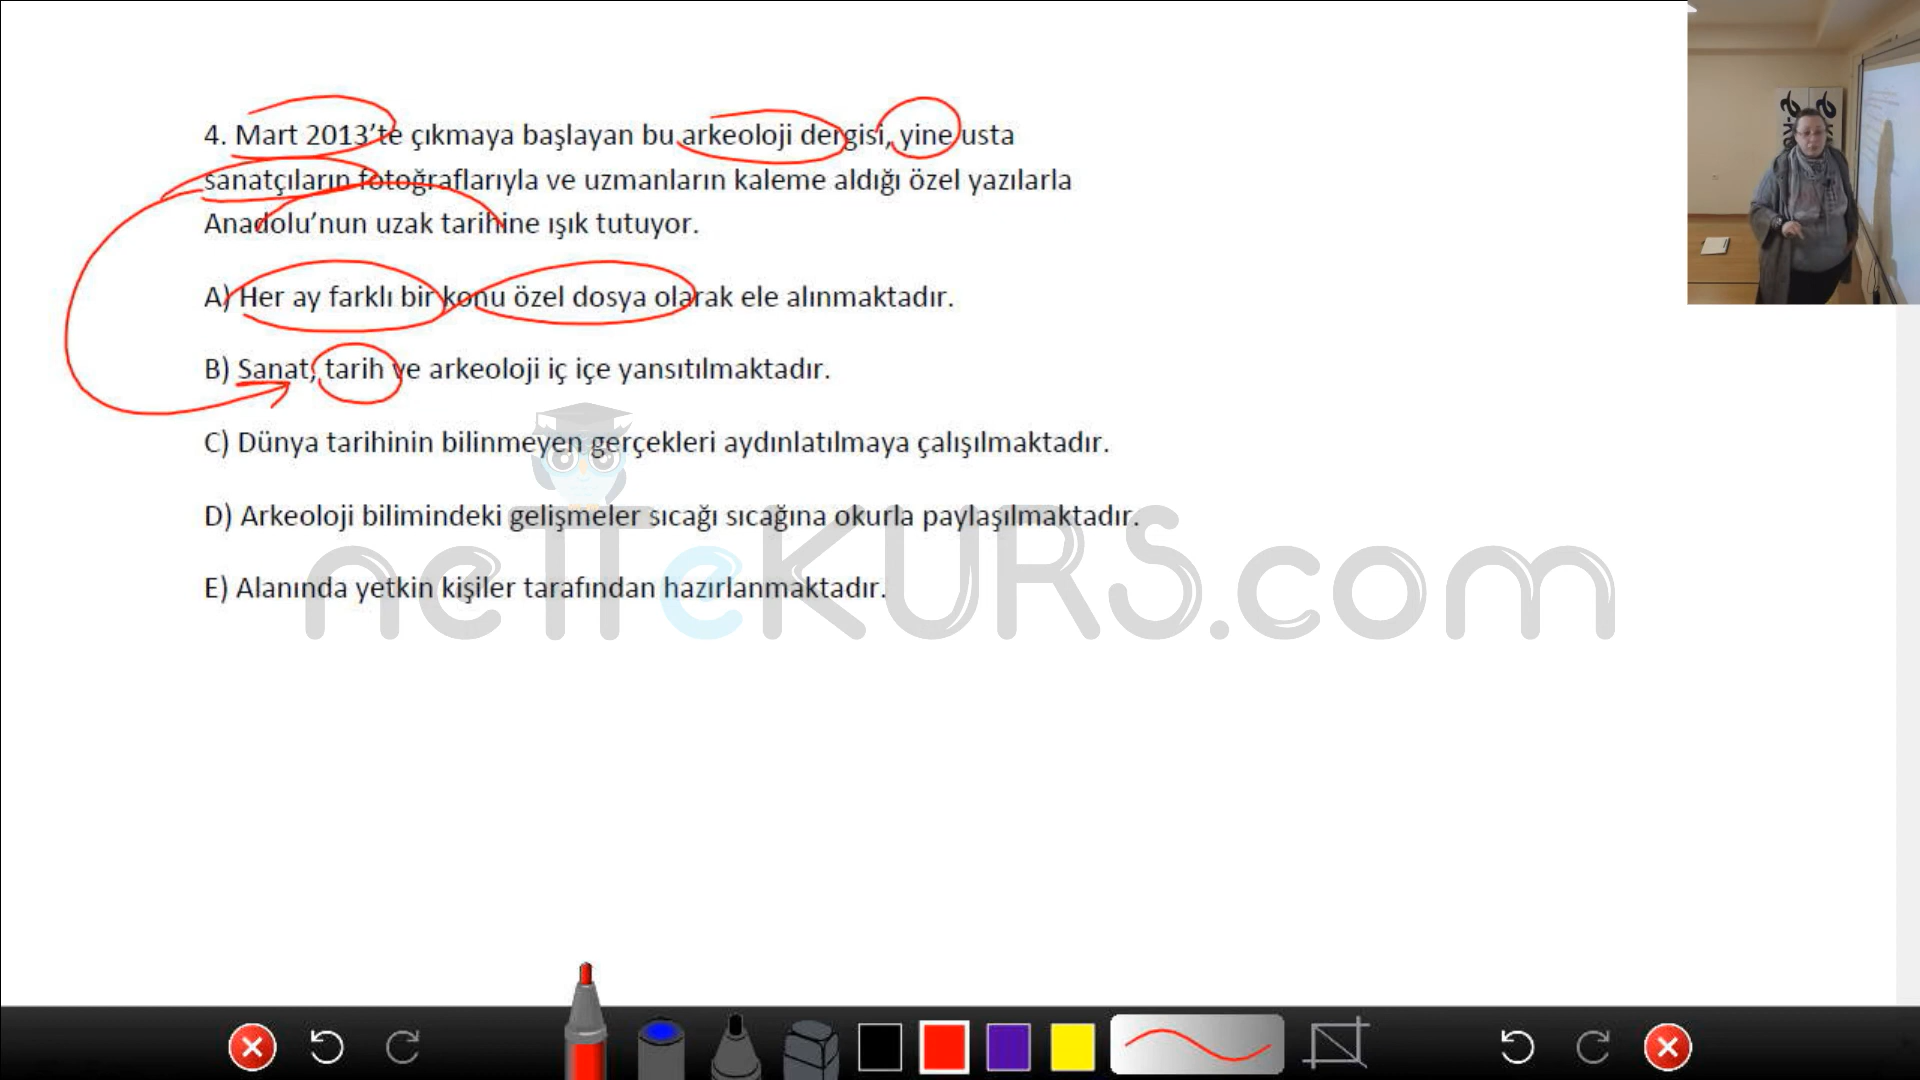 4. Mart 2013'te çıkmaya başlayan bu arkeoloji dergisi, yine usta
sanatçıların fotoğraflarıyla ve uzmanların kaleme aldığı özel yazılarla
Anadolu'nun uzak tarihine ışık tutuyor.
A) Her ay farklı bir konu özel dosya olarak ele alınmaktadır.
B) Sanat, tarih ve arkeoloji iç içe yansıtılmaktadır.
C) Dünya tarihinin bilinmeyen gerçekleri aydınlatılmaya çalışılmaktadır.
D) Arkeoloji bilimindeki gelişmeler sıcağı sıcağına okurla paylaşılmaktadır.
E) Alanında yetkin kişiler tarafından hazırlanmaktadır.
neTTeKURS.com